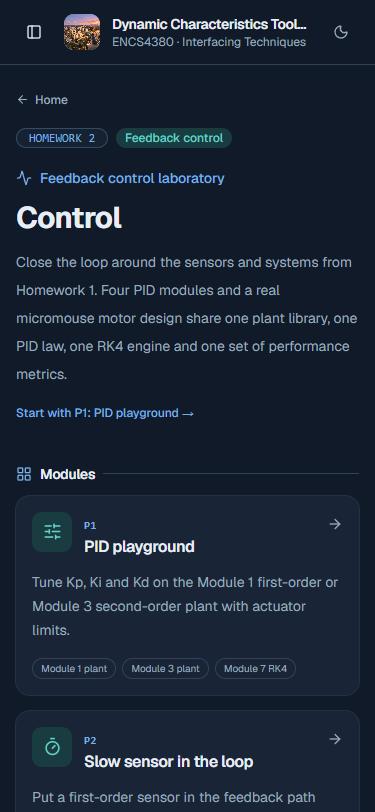 Dynamic Characteristics Tool...
ENCS4380 · Interfacing Techniques
← Home
HOMEWORK 2
Feedback control
Feedback control laboratory
Control
Close the loop around the sensors and systems from
Homework 1. Four PID modules and a real
micromouse motor design share one plant library, one
PID law, one RK4 engine and one set of performance
metrics.
Start with P1: PID playground →
Modules
P1
PID playground
Tune Kp, Ki and Kd on the Module 1 first-order or
Module 3 second-order plant with actuator
limits.
Module 1 plant
Module 3 plant
Module 7 RK4
P2
Slow sensor in the loop
Put a first-order sensor in the feedback path